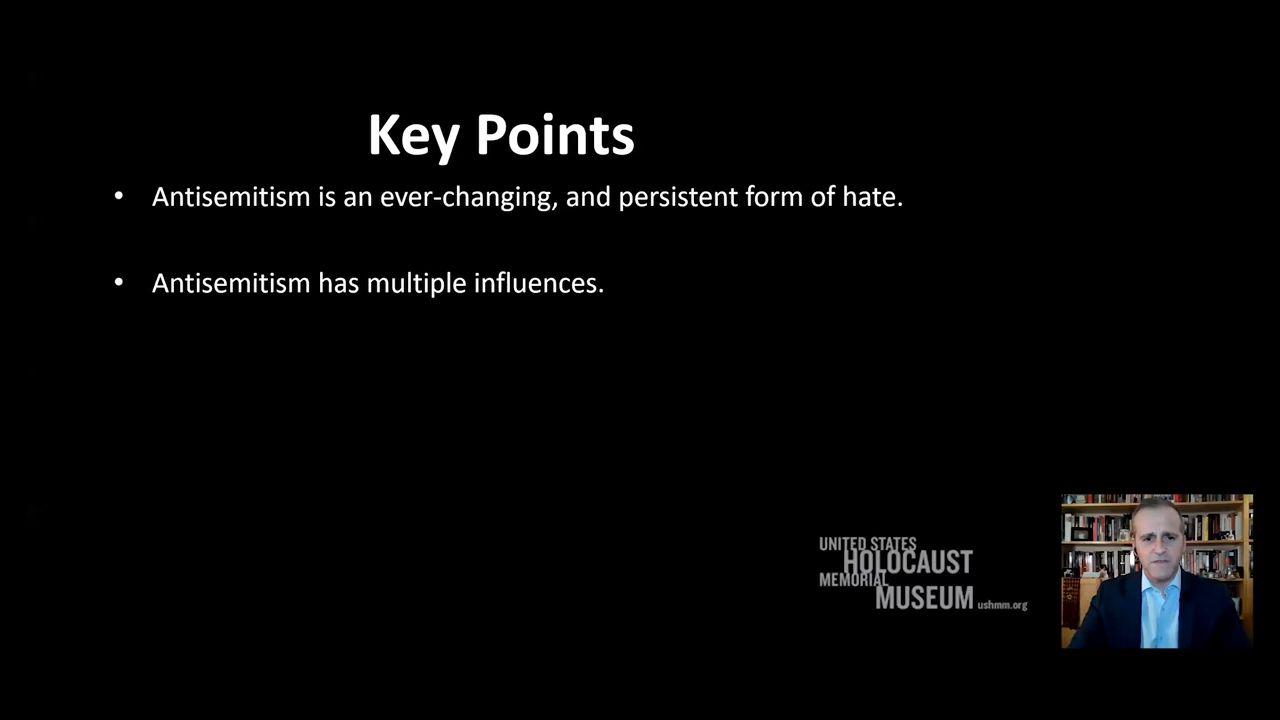 Key Points
• Antisemitism is an ever-changing, and persistent form of hate.
• Antisemitism has multiple influences.
UNITED STATES
HOLOCAUST
MEMORIAL
MUSEUM ushmm.org